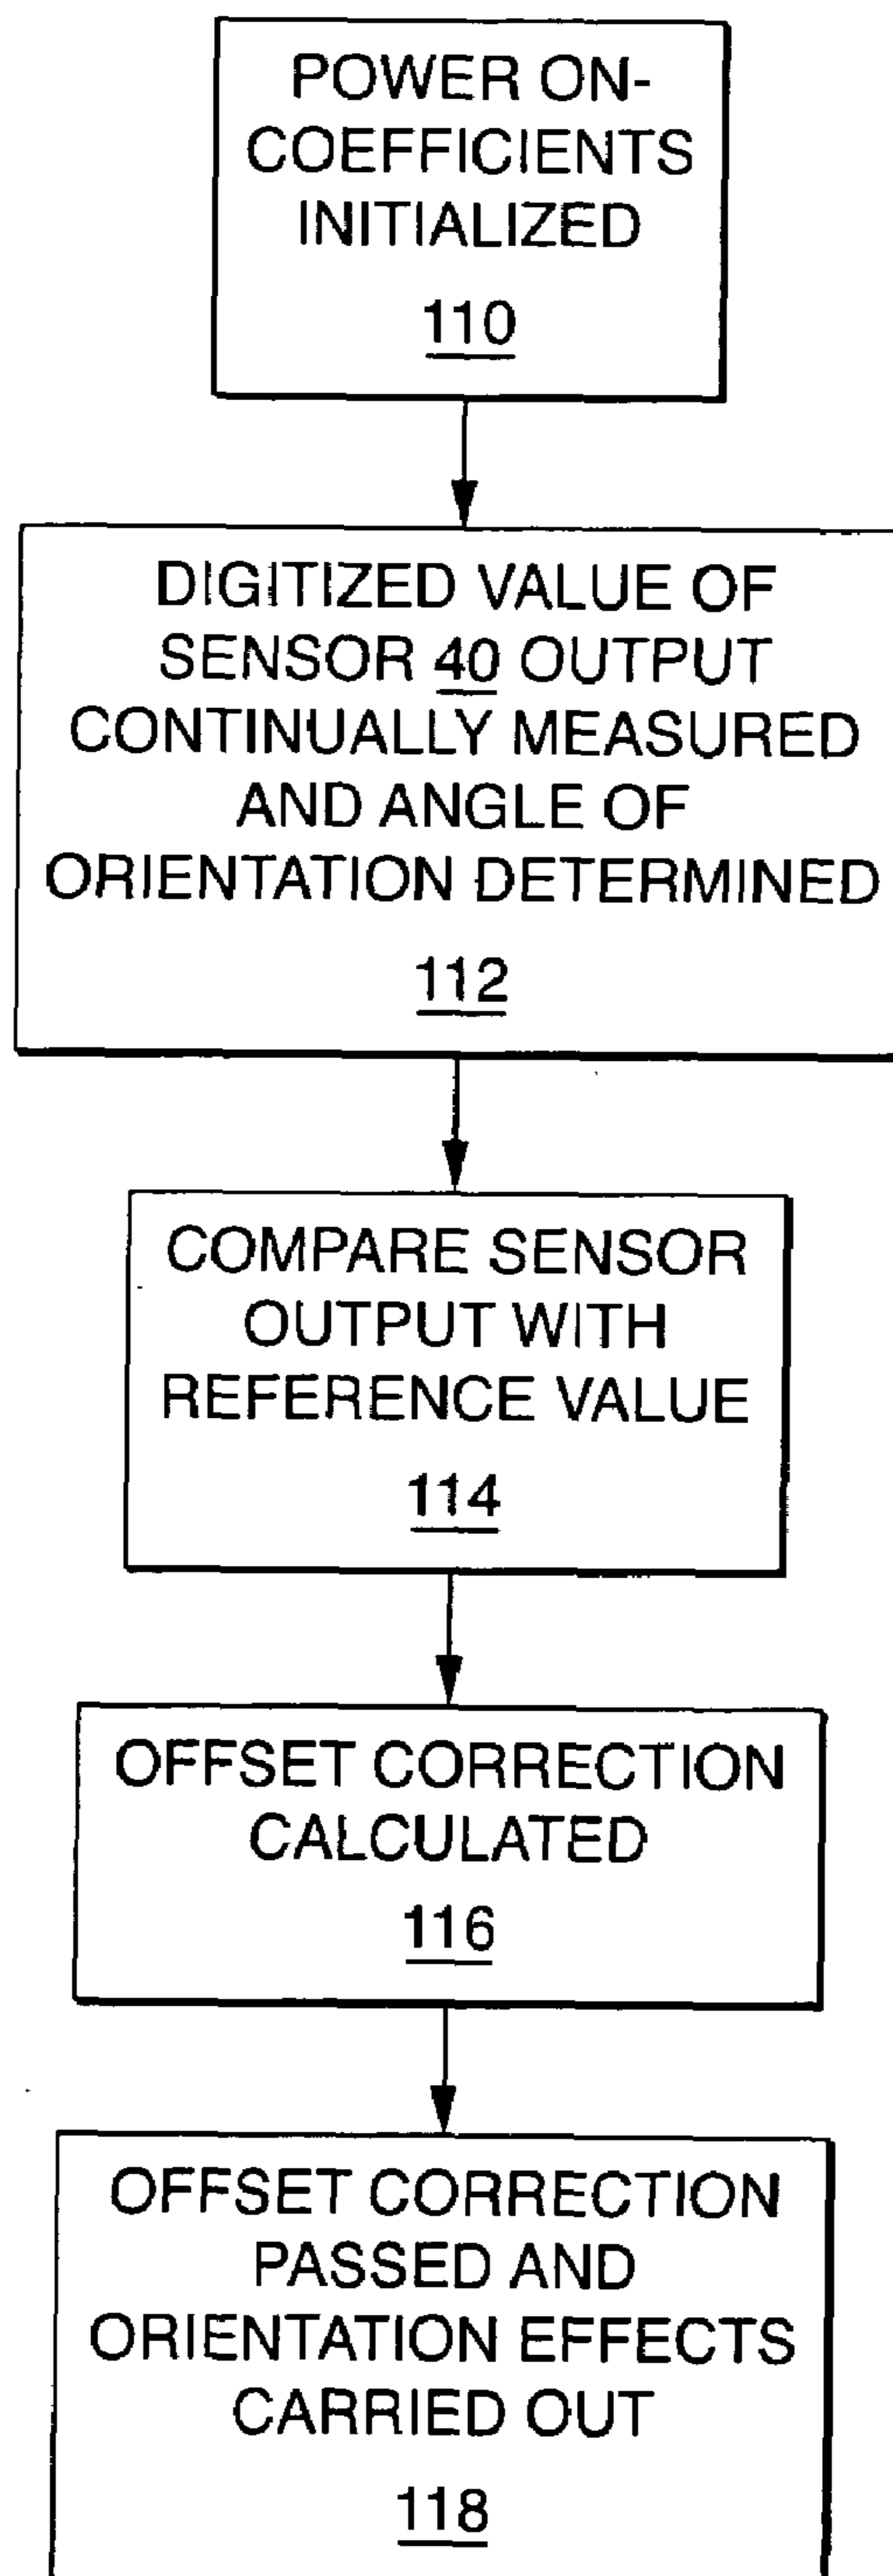 POWER ON-
COEFFICIENTS
INITIALIZED
110
DIGITIZED VALUE OF
SENSOR 40 OUTPUT
CONTINUALLY MEASURED
AND ANGLE OF
ORIENTATION DETERMINED
112
COMPARE SENSOR
OUTPUT WITH
REFERENCE VALUE
114
OFFSET CORRECTION
CALCULATED
116
OFFSET CORRECTION
PASSED AND
ORIENTATION EFFECTS
CARRIED OUT
118